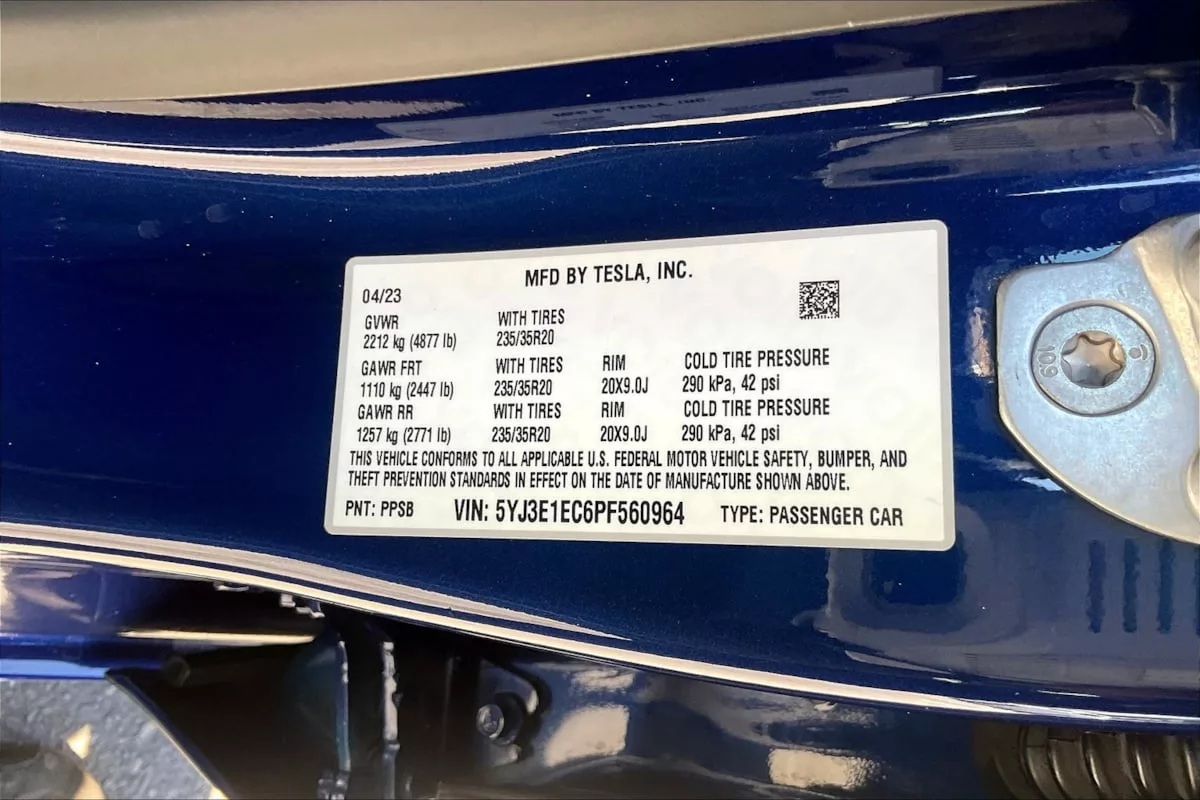 MFD BY TESLA, INC.
04/23
GVWR WITH TIRES
2212 kg (4877 lb) 235/35R20
GAWR FRT WITH TIRES RIM COLD TIRE PRESSURE
1110 kg (2447 lb) 235/35R20 20X9.0J 290 kPa, 42 psi
GAWR RR WITH TIRES RIM COLD TIRE PRESSURE
1257 kg (2771 lb) 235/35R20 20X9.0J 290 kPa, 42 psi
THIS VEHICLE CONFORMS TO ALL APPLICABLE U.S. FEDERAL MOTOR VEHICLE SAFETY, BUMPER, AND
THEFT PREVENTION STANDARDS IN EFFECT ON THE DATE OF MANUFACTURE SHOWN ABOVE.
PNT: PPSB VIN: 5YJ3E1EC6PF560964 TYPE: PASSENGER CAR
109